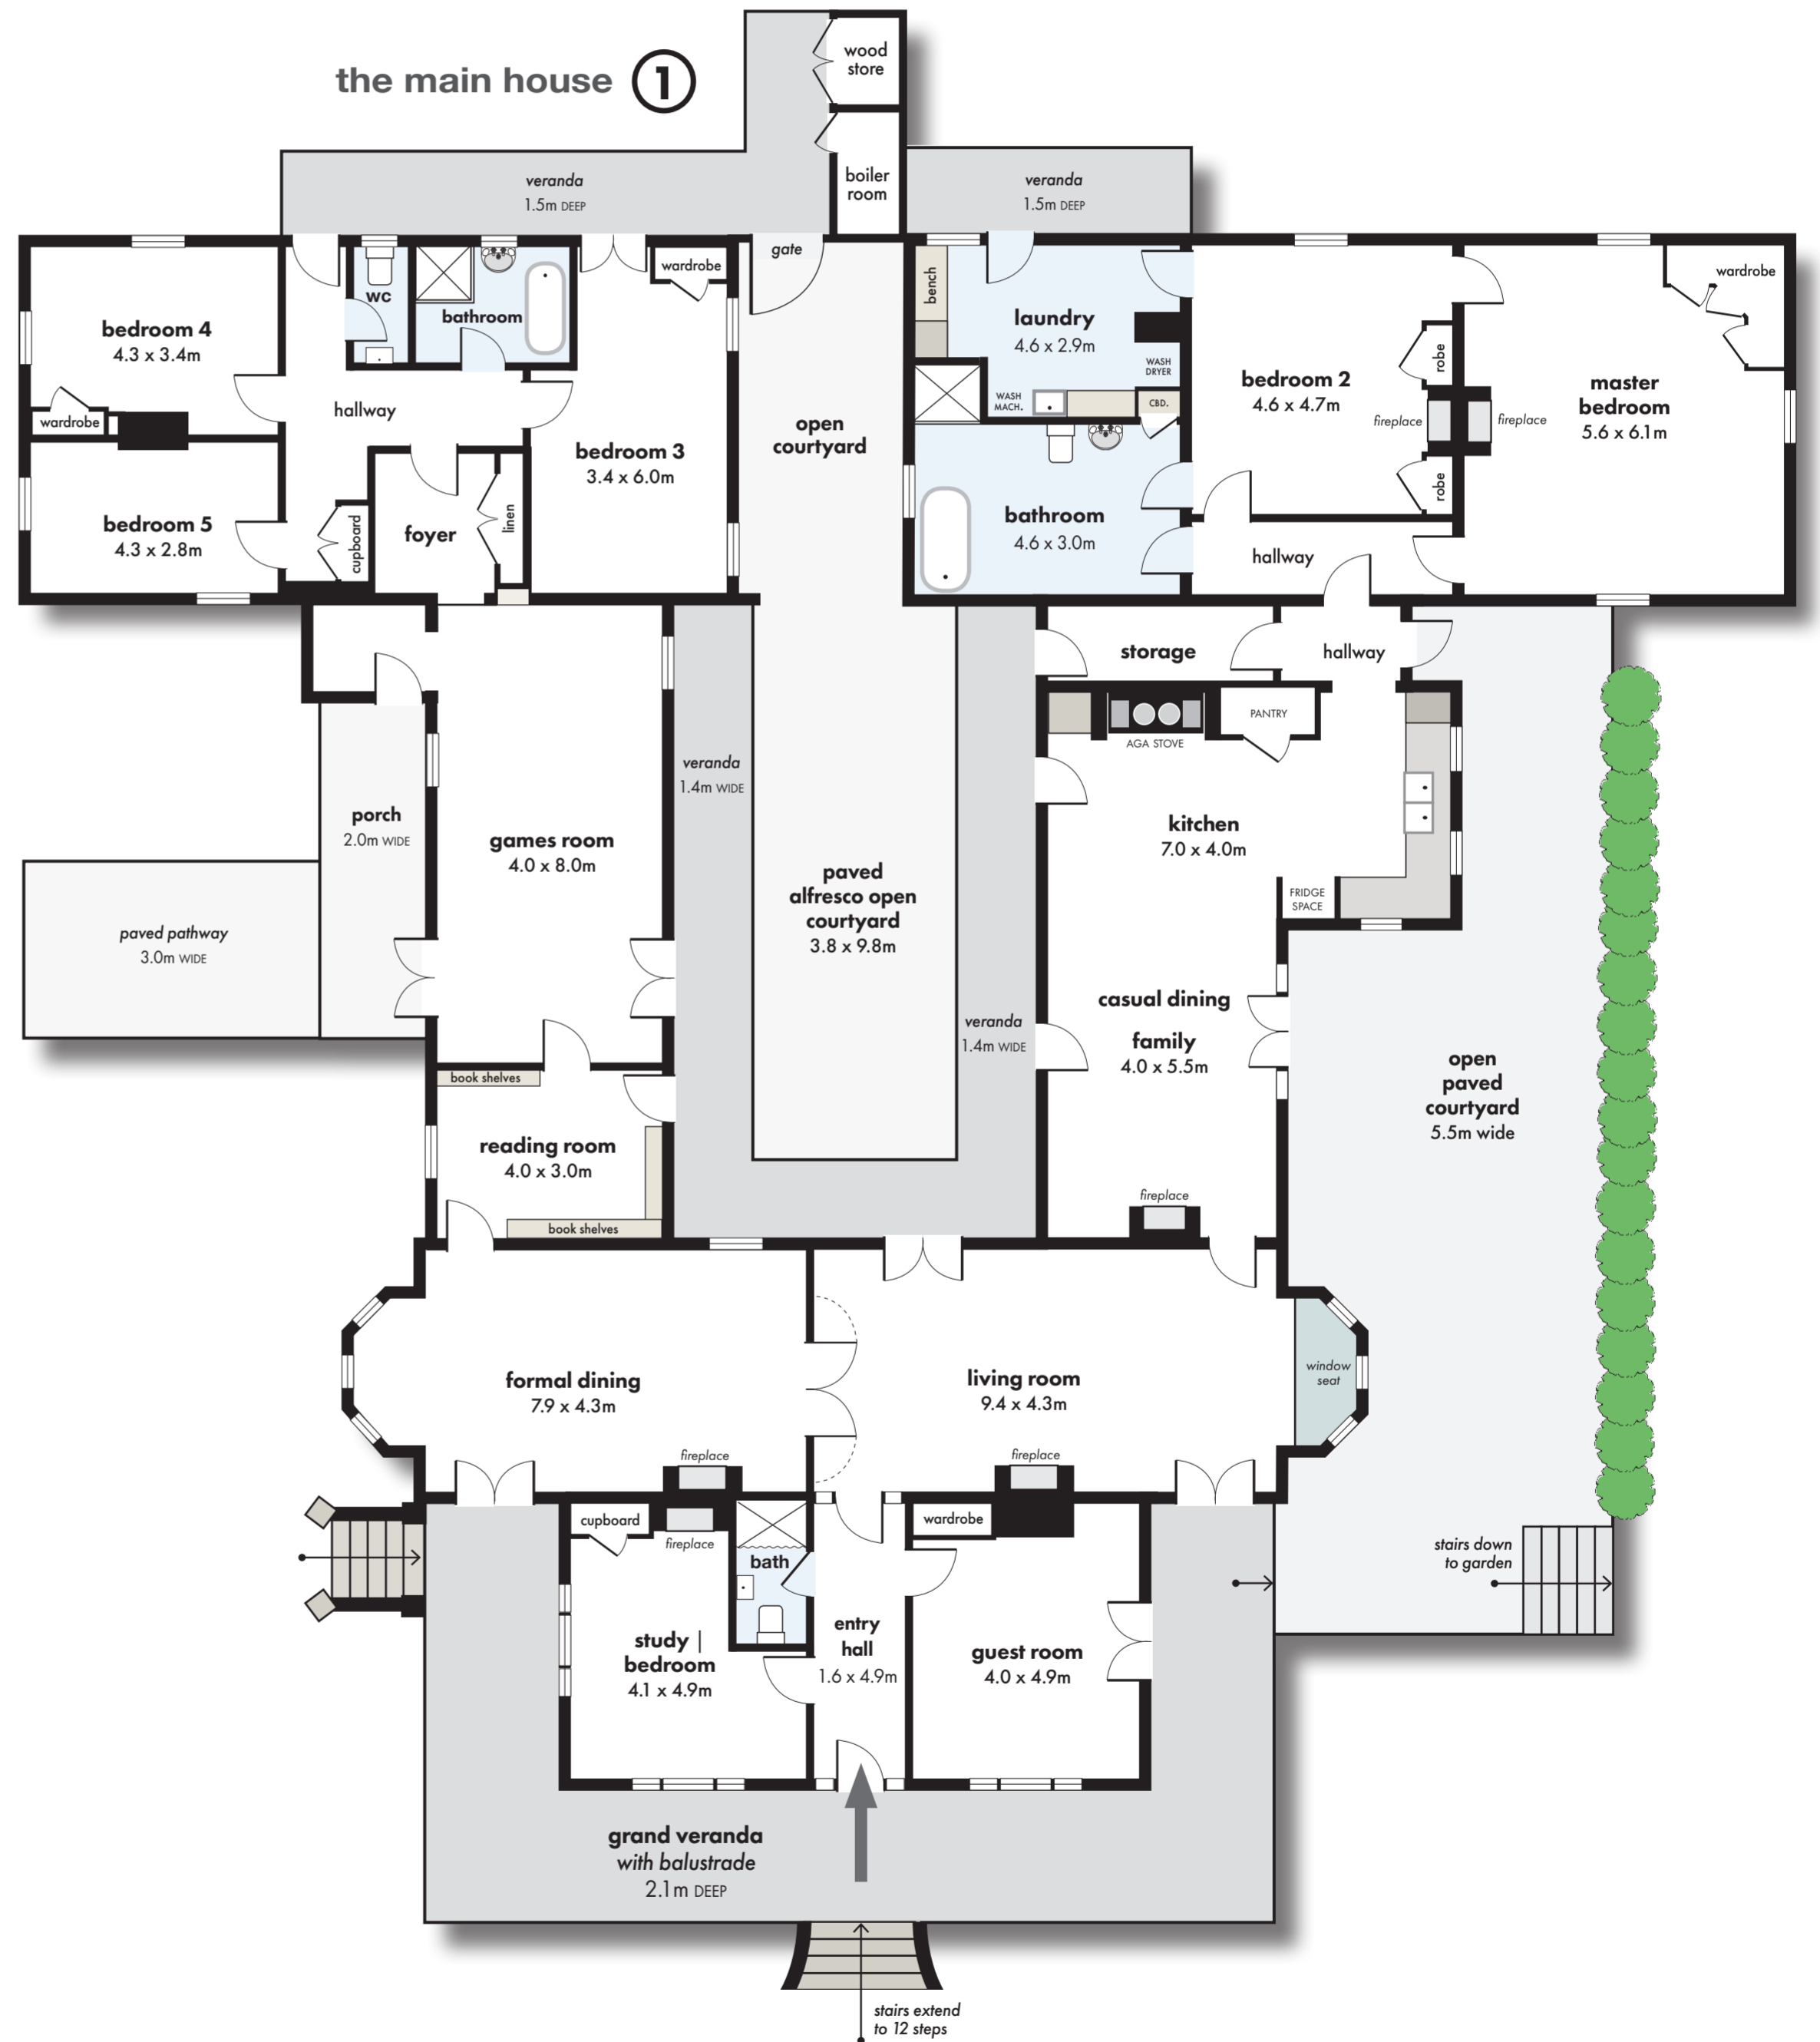 the main house 1
wood
store
boiler
room
veranda
1.5m DEEP
veranda
1.5m DEEP
gate
bedroom 4
4.3 x 3.4m
wardrobe
wc
bathroom
wardrobe
hallway
bedroom 3
3.4 x 6.0m
bedroom 5
4.3 x 2.8m
cupboard
foyer
linen
open
courtyard
bench
laundry
4.6 x 2.9m
WASH
DRYER
WASH
MACH.
CBD.
bathroom
4.6 x 3.0m
bedroom 2
4.6 x 4.7m
robe
fireplace
robe
fireplace
master
bedroom
5.6 x 6.1m
wardrobe
hallway
storage
hallway
AGA STOVE
PANTRY
kitchen
7.0 x 4.0m
FRIDGE
SPACE
porch
2.0m WIDE
paved pathway
3.0m WIDE
games room
4.0 x 8.0m
veranda
1.4m WIDE
paved
alfresco open
courtyard
3.8 x 9.8m
veranda
1.4m WIDE
casual dining
family
4.0 x 5.5m
fireplace
open
paved
courtyard
5.5m wide
book shelves
reading room
4.0 x 3.0m
book shelves
formal dining
7.9 x 4.3m
fireplace
living room
9.4 x 4.3m
fireplace
window
seat
cupboard
fireplace
bath
study |
bedroom
4.1 x 4.9m
entry
hall
1.6 x 4.9m
wardrobe
guest room
4.0 x 4.9m
stairs down
to garden
grand veranda
with balustrade
2.1m DEEP
stairs extend
to 12 steps